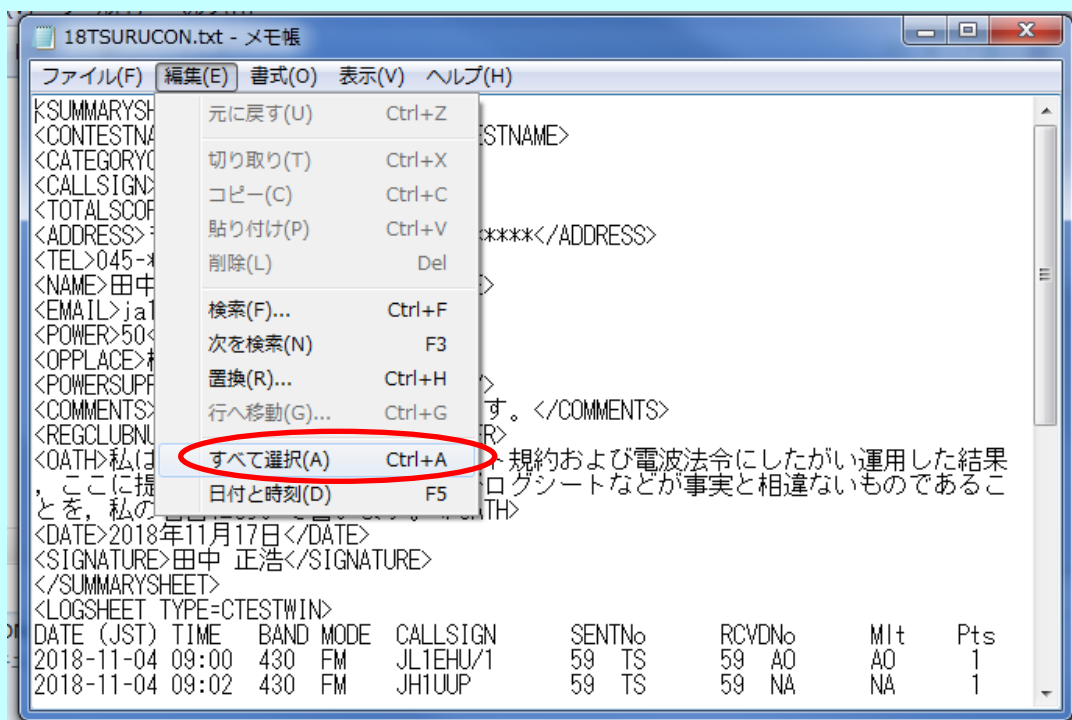 18TSURUCON.txt - メモ帳
ファイル(F) 編集(E) 書式(O) 表示(V) ヘルプ(H)
元に戻す(U) Ctrl+Z
切り取り(T) Ctrl+X
コピー(C) Ctrl+C
貼り付け(P) Ctrl+V
削除(L) Del
検索(F)... Ctrl+F
次を検索(N) F3
置換(R)... Ctrl+H
行へ移動(G)... Ctrl+G
すべて選択(A) Ctrl+A
日付と時刻(D) F5
<SUMMARYSH
<CONTESTNA STNAME>
<CATEGORYC
<CALLSIGN>
<TOTALSCOR
<ADDRESS> ****</ADDRESS>
<TEL>045-*
<NAME>田中 >
<EMAIL>ja1
<POWER>50<
<OPPLACE>
<POWERSUPP >
<COMMENTS> す。</COMMENTS>
<REGCLUBNU R>
<OATH>私は ト規約および電波法令にしたがい運用した結果
,ここに提 ログシートなどが事実と相違ないものであるこ
とを,私の TH>
<DATE>2018年11月17日</DATE>
<SIGNATURE>田中 正浩</SIGNATURE>
</SUMMARYSHEET>
<LOGSHEET TYPE=CTESTWIN>
DATE (JST) TIME BAND MODE CALLSIGN SENTNo RCVDNo Mlt Pts
2018-11-04 09:00 430 FM JL1EHU/1 59 TS 59 AO AO 1
2018-11-04 09:02 430 FM JH1UUP 59 TS 59 NA NA 1